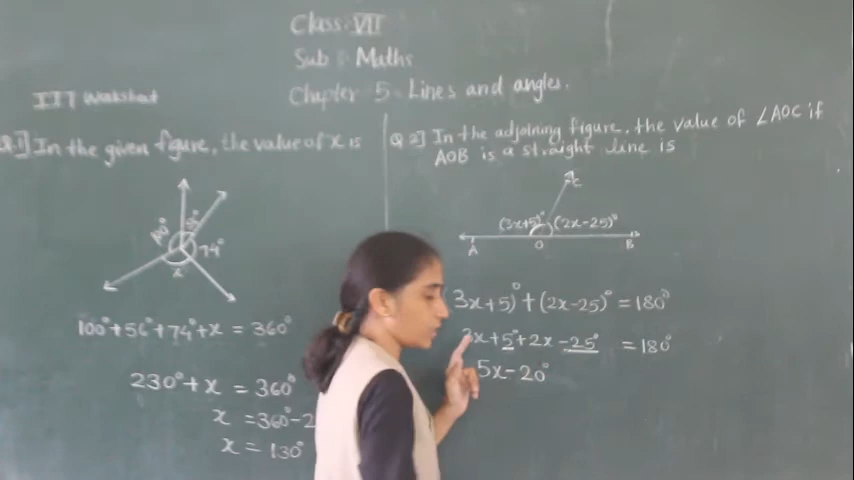 Class: VII
Sub : Maths
Chapter 5 - Lines and angles.
IIT Worksheet
Q.1] In the given figure, the value of x is
74°
x
100°+56°+74°+x = 360°
230°+x = 360°
x = 360°-2
x = 130°
Q 2] In the adjoining figure, the value of ∠AOC if
AOB is a straight line is
C
(3x+5)° (2x-25)°
A O B
3x+5)° + (2x-25)° = 180°
3x+5°+2x-25° = 180°
5x-20°